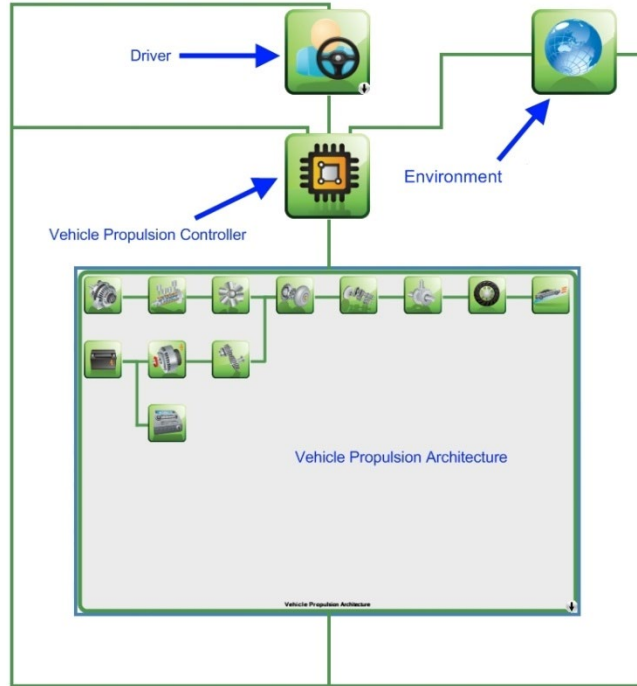 Driver
Environment
Vehicle Propulsion Controller
Vehicle Propulsion Architecture
Vehicle Propulsion Architecture